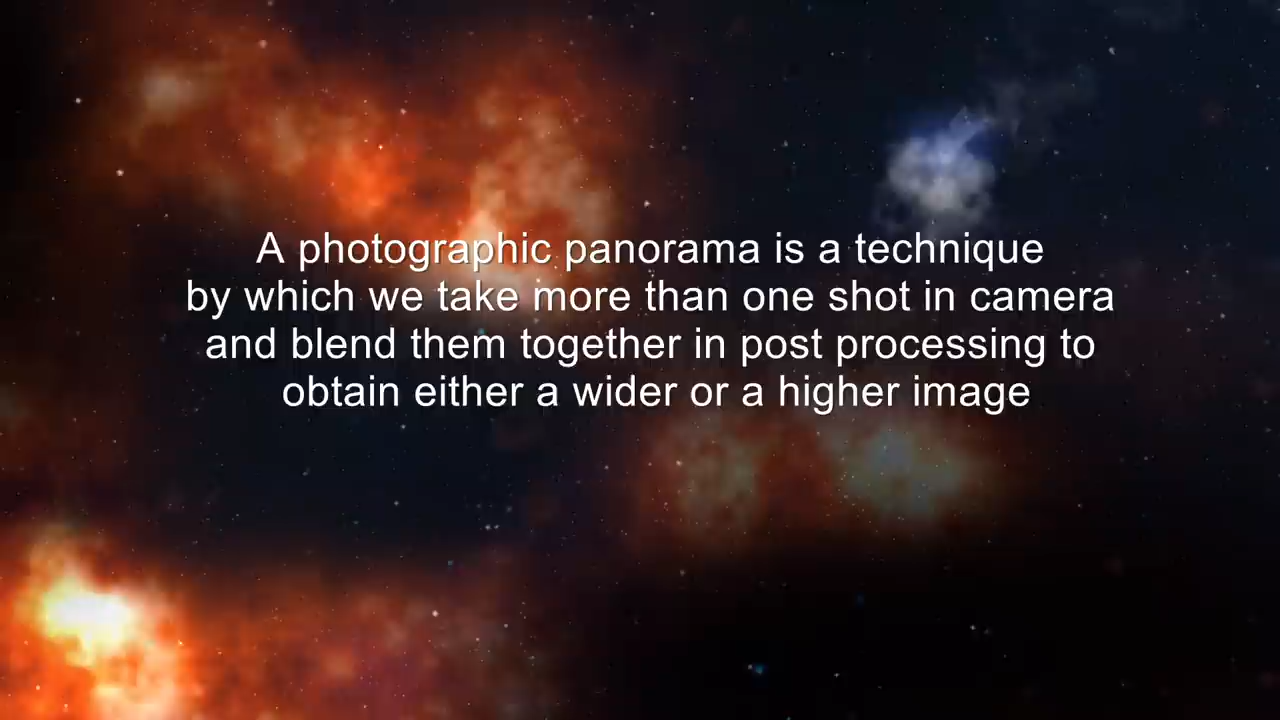 A photographic panorama is a technique
by which we take more than one shot in camera
and blend them together in post processing to
obtain either a wider or a higher image